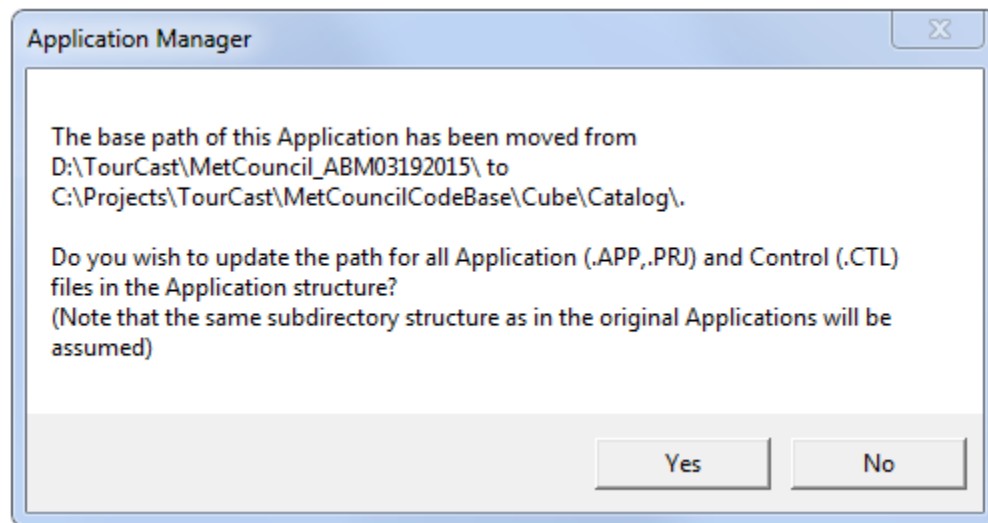 Application Manager
The base path of this Application has been moved from
D:\TourCast\MetCouncil_ABM03192015\ to
C:\Projects\TourCast\MetCouncilCodeBase\Cube\Catalog\.
Do you wish to update the path for all Application (.APP,.PRJ) and Control (.CTL)
files in the Application structure?
(Note that the same subdirectory structure as in the original Applications will be
assumed)
Yes No